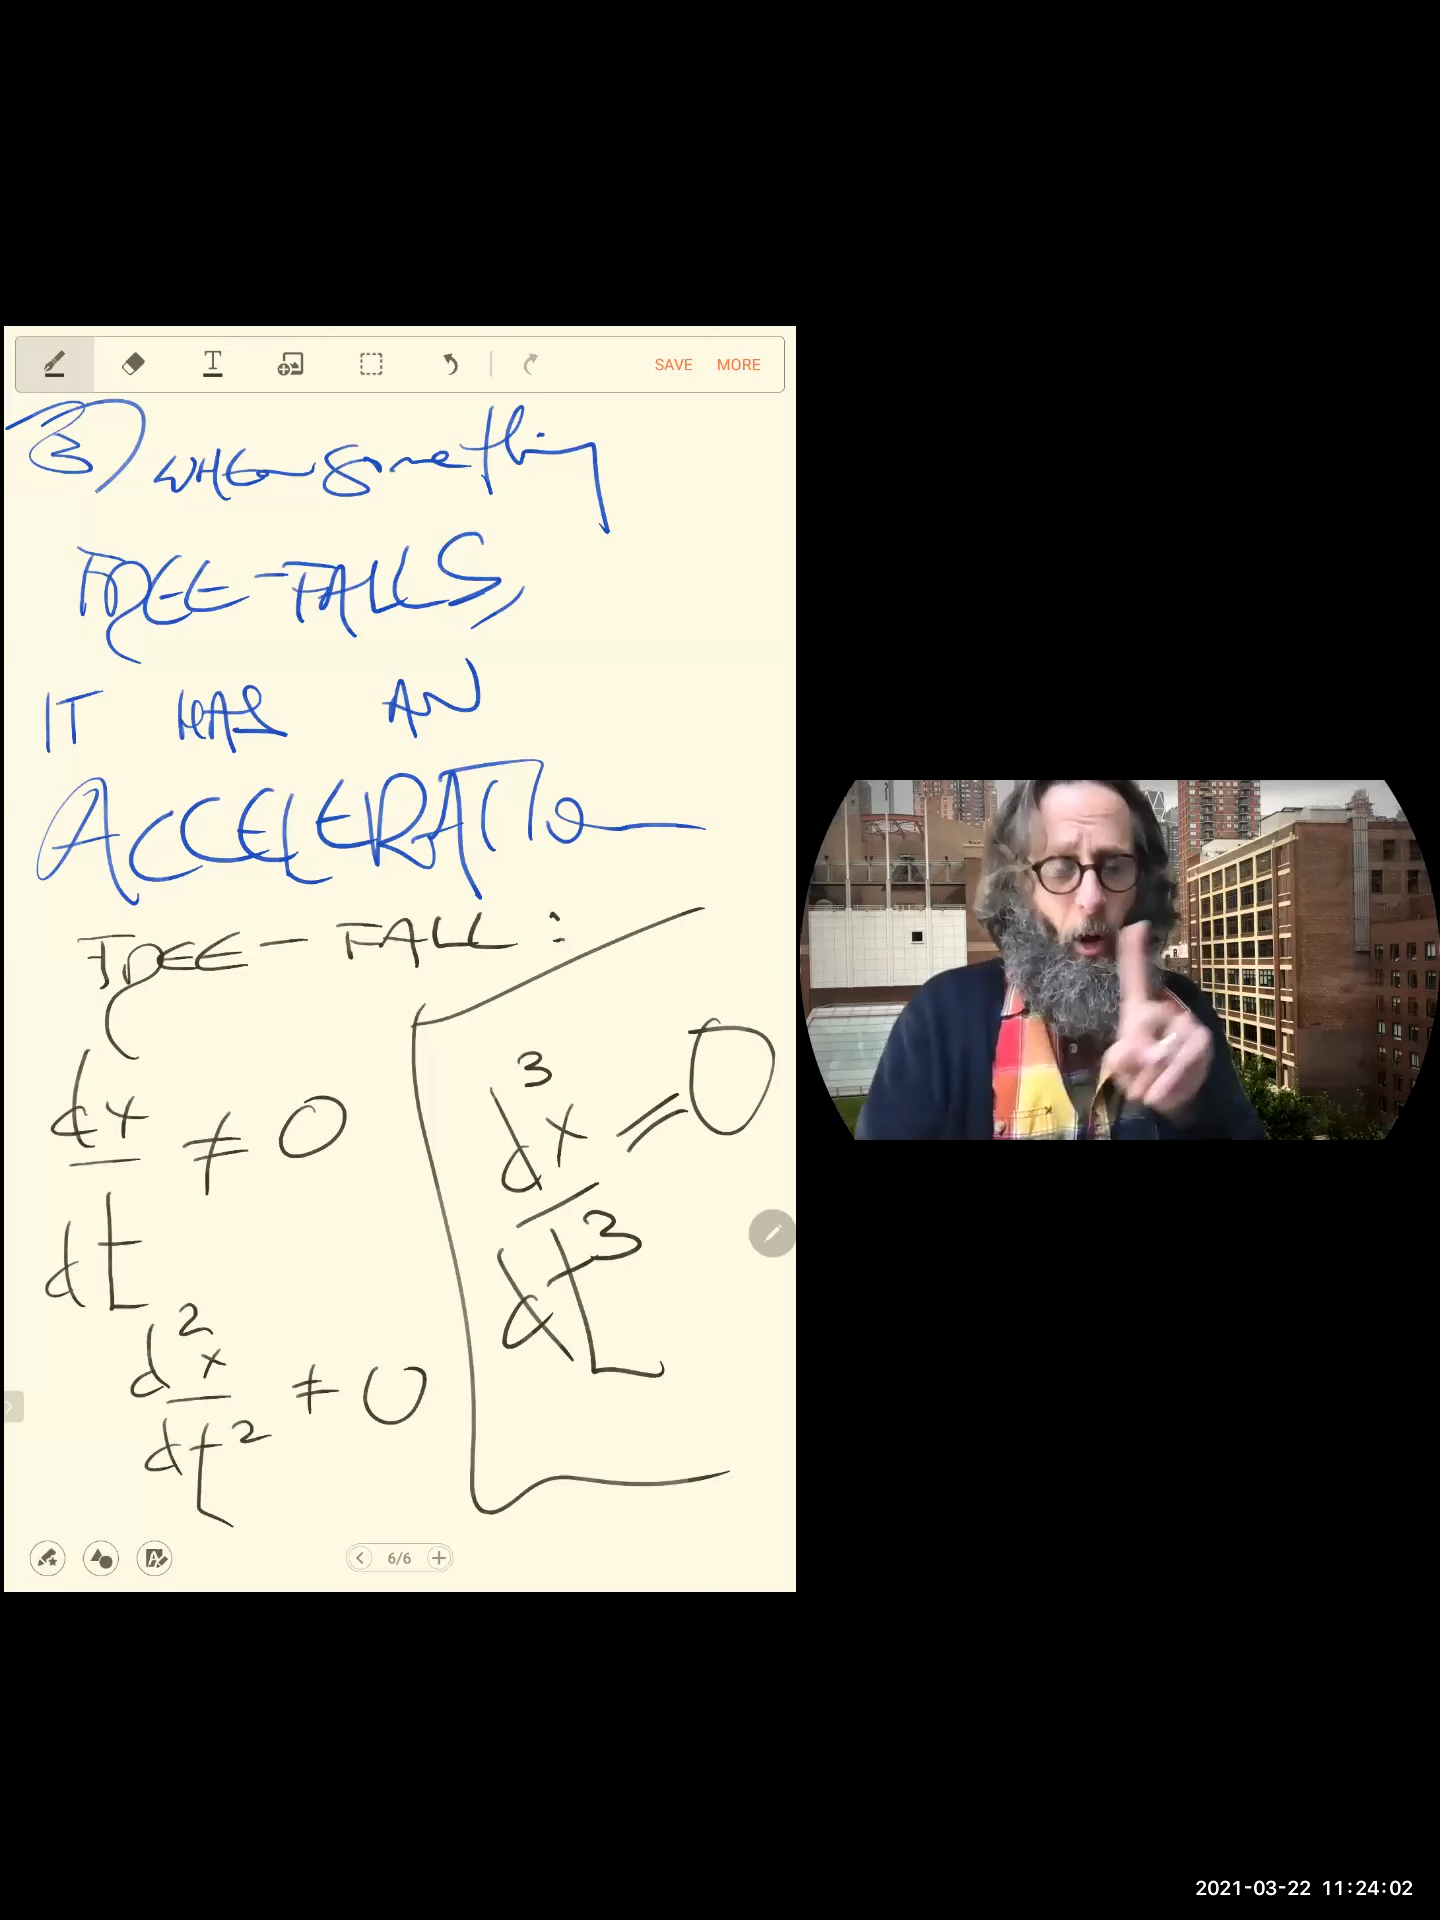 T SAVE MORE
3) WHEN something
FREE-FALLS,
IT HAS AN
ACCELERATION
FREE-FALL:
dx/dt ≠ 0
d²x/dt² ≠ 0
d³x/dt³ = 0
6/6
2021-03-22 11:24:02